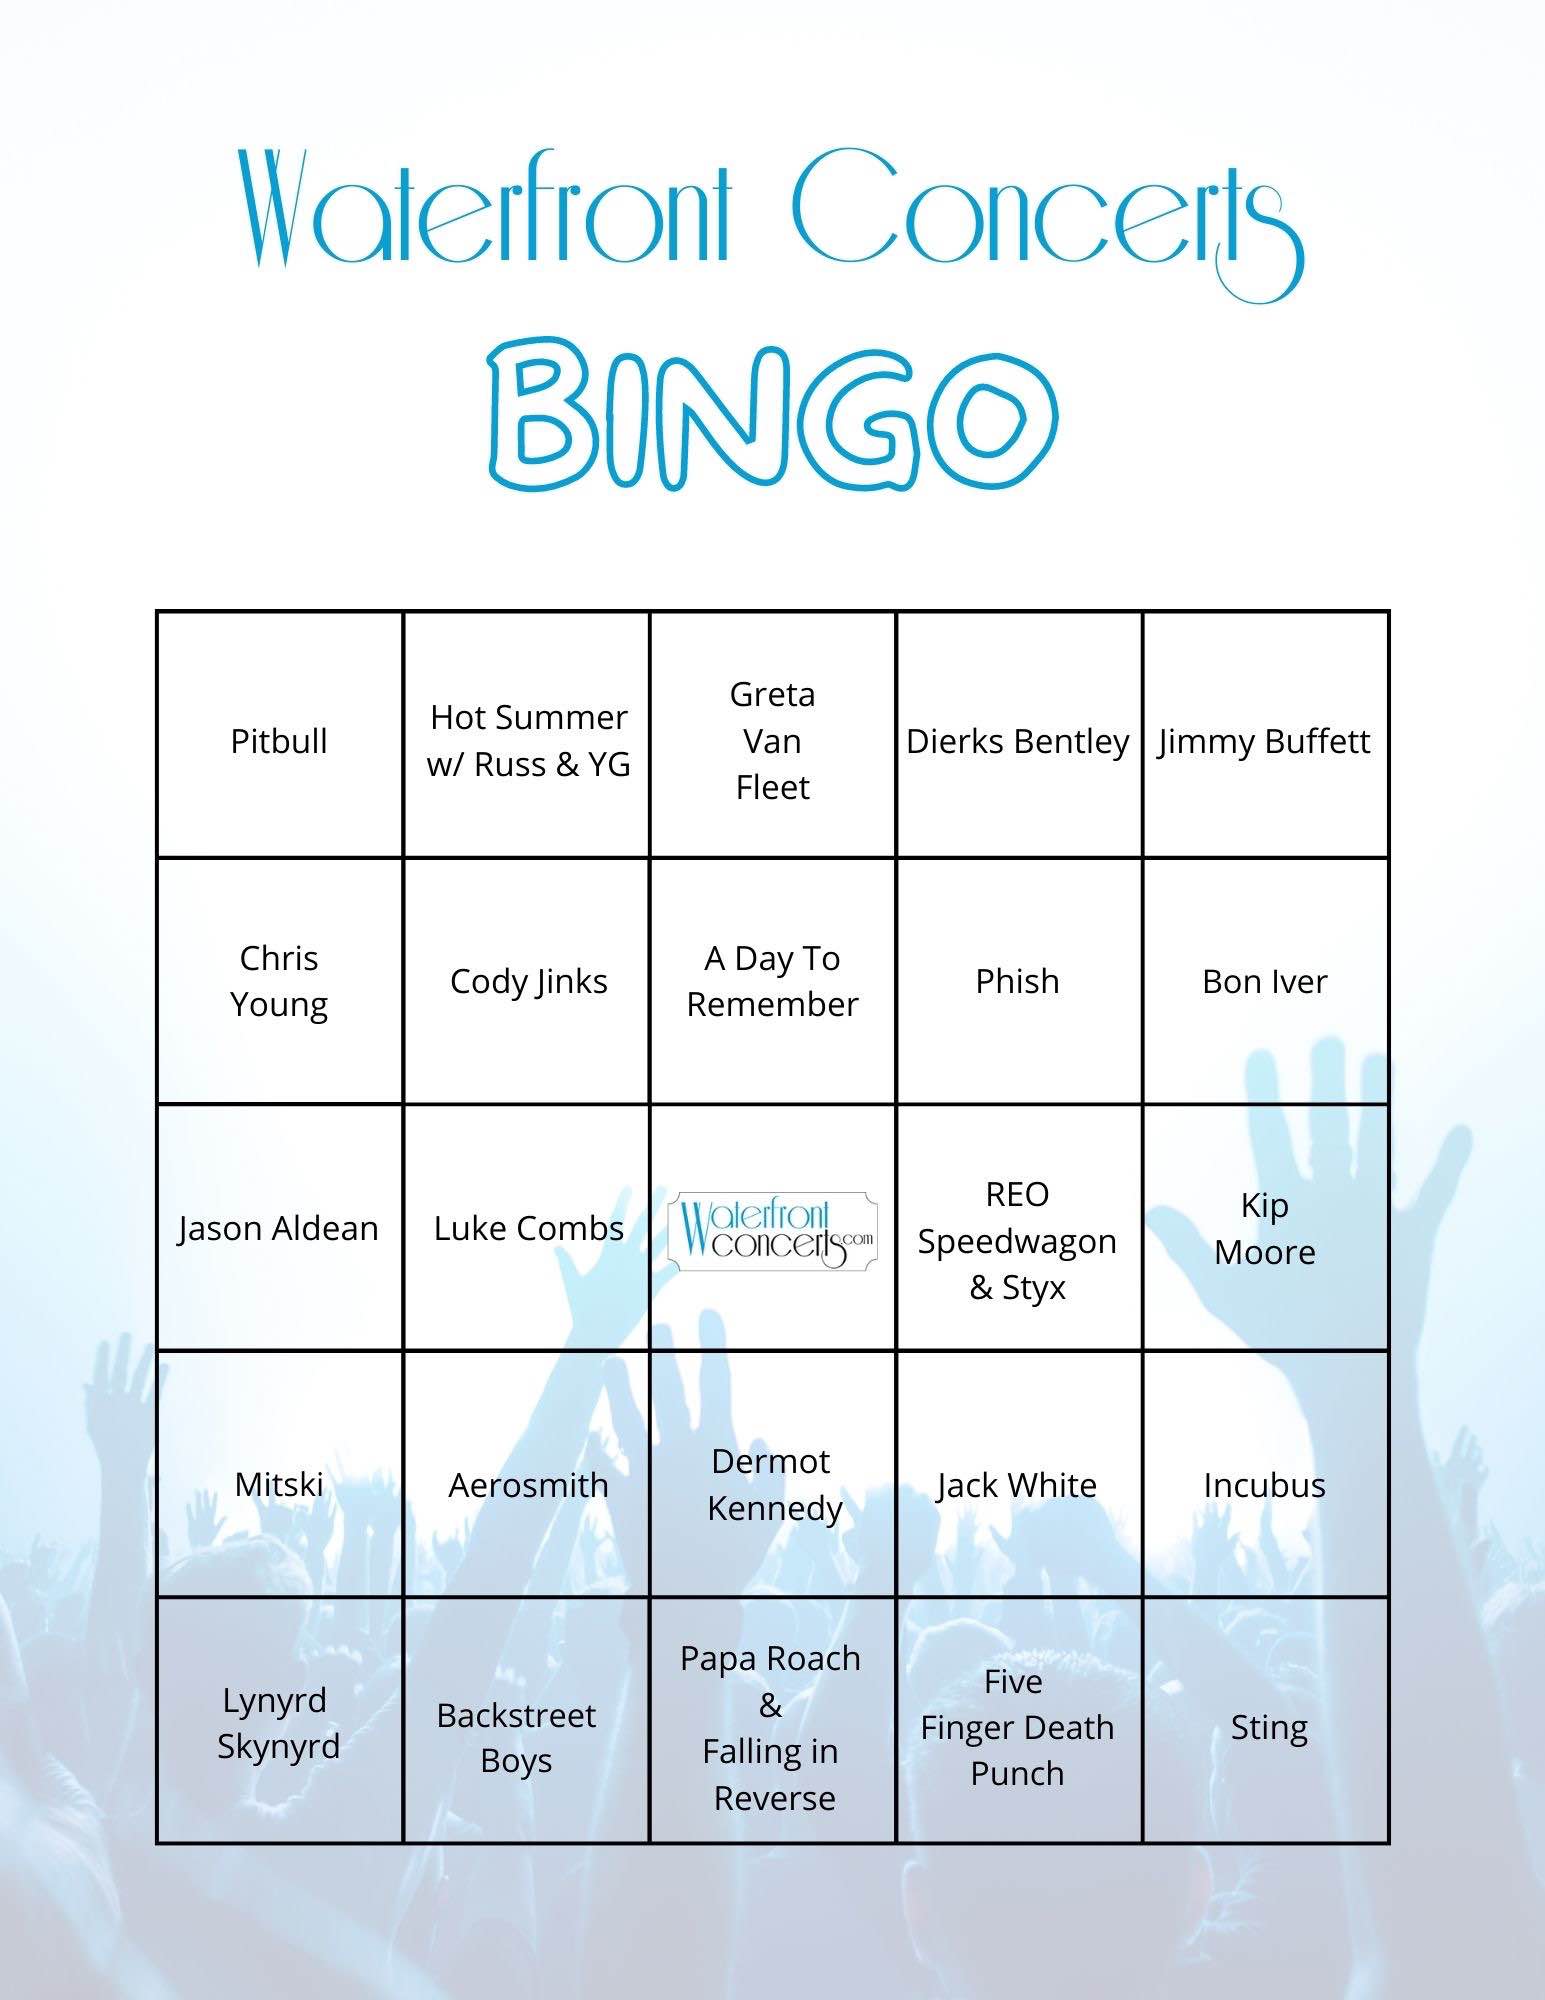 Waterfront Concerts
BINGO
Pitbull
Hot Summer
w/ Russ & YG
Greta
Van
Fleet
Dierks Bentley
Jimmy Buffett
Chris
Young
Cody Jinks
A Day To
Remember
Phish
Bon Iver
Jason Aldean
Luke Combs
Waterfront
concerts.com
REO
Speedwagon
& Styx
Kip
Moore
Mitski
Aerosmith
Dermot
Kennedy
Jack White
Incubus
Lynyrd
Skynyrd
Backstreet
Boys
Papa Roach
&
Falling in
Reverse
Five
Finger Death
Punch
Sting